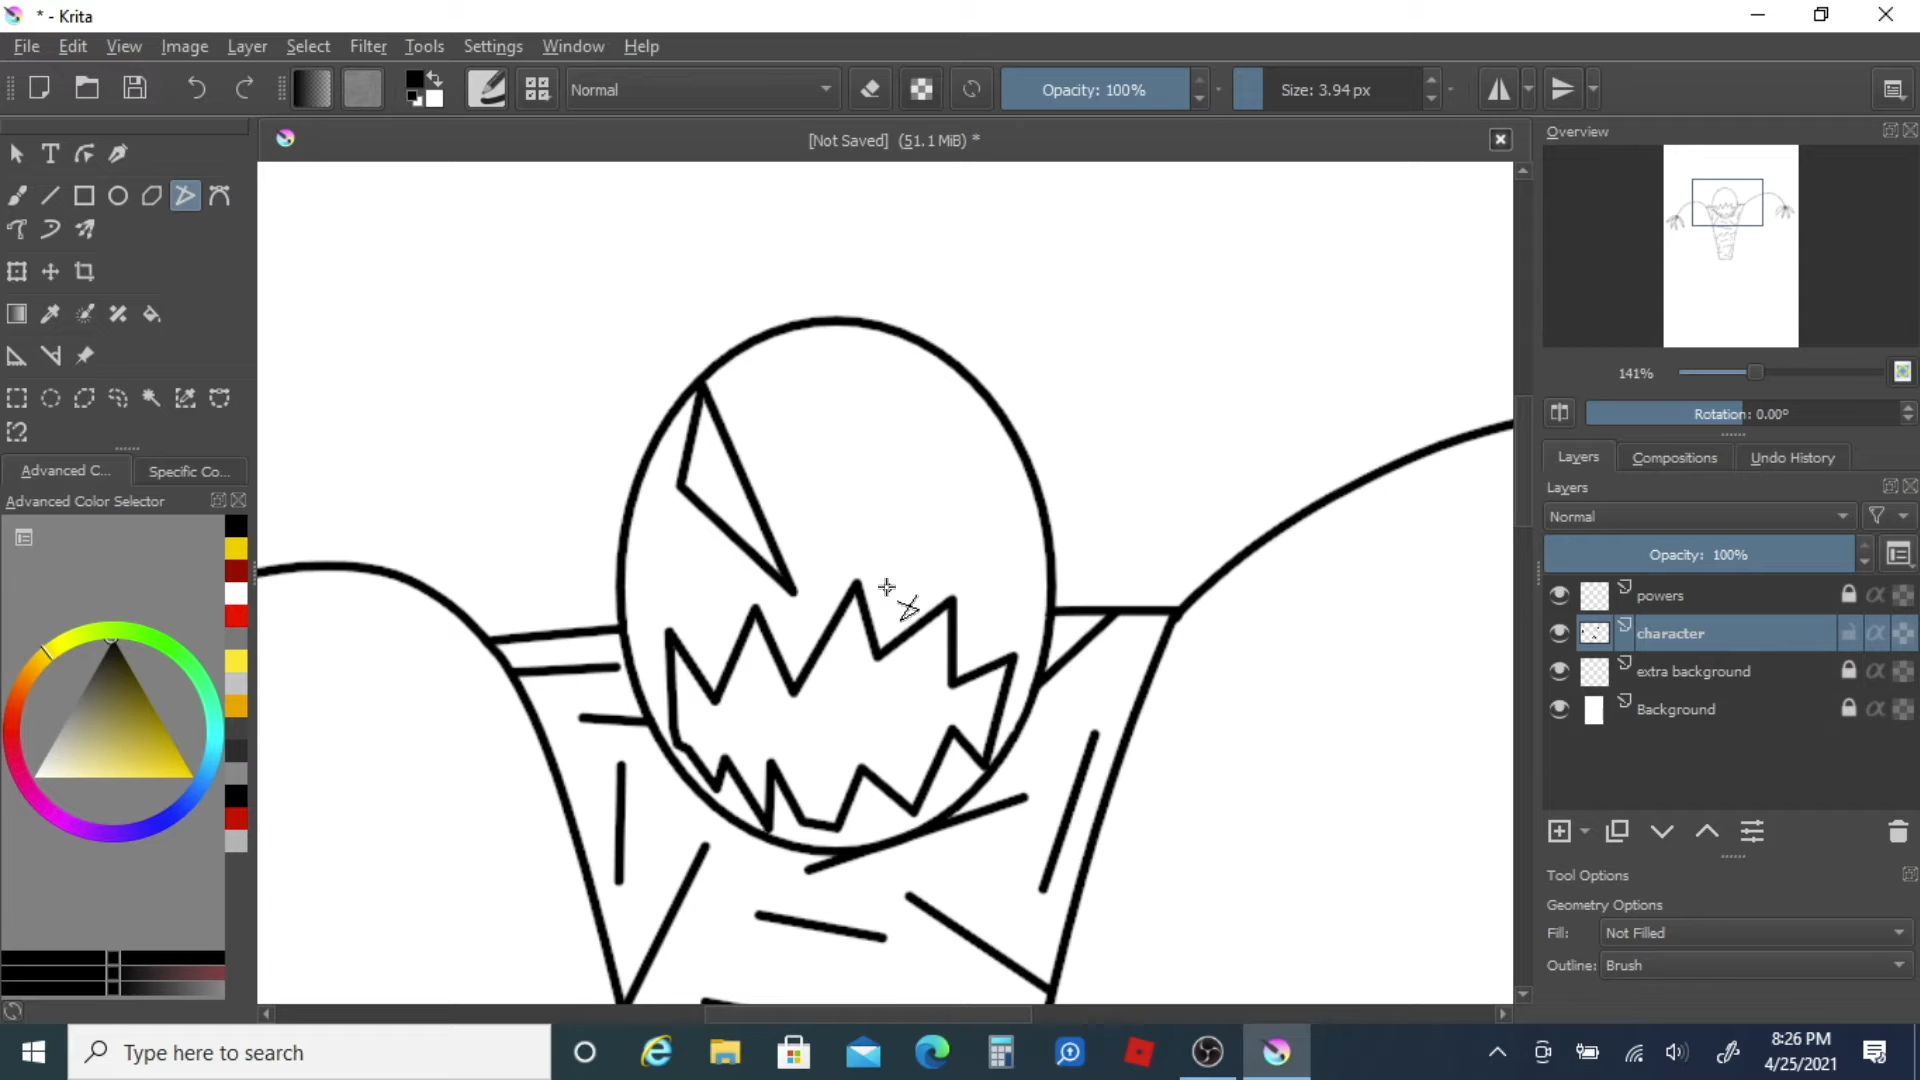 * - Krita
File Edit View Image Layer Select Filter Tools Settings Window Help
Normal
Opacity: 100%
Size: 3.94 px
[Not Saved] (51.1 MiB) *
Overview
141%
Rotation: 0.00°
Advanced C... Specific Co...
Advanced Color Selector
Layers Compositions Undo History
Layers
Normal
Opacity: 100%
powers
character
extra background
Background
Tool Options
Geometry Options
Fill: Not Filled
Outline: Brush
Type here to search
8:26 PM
4/25/2021